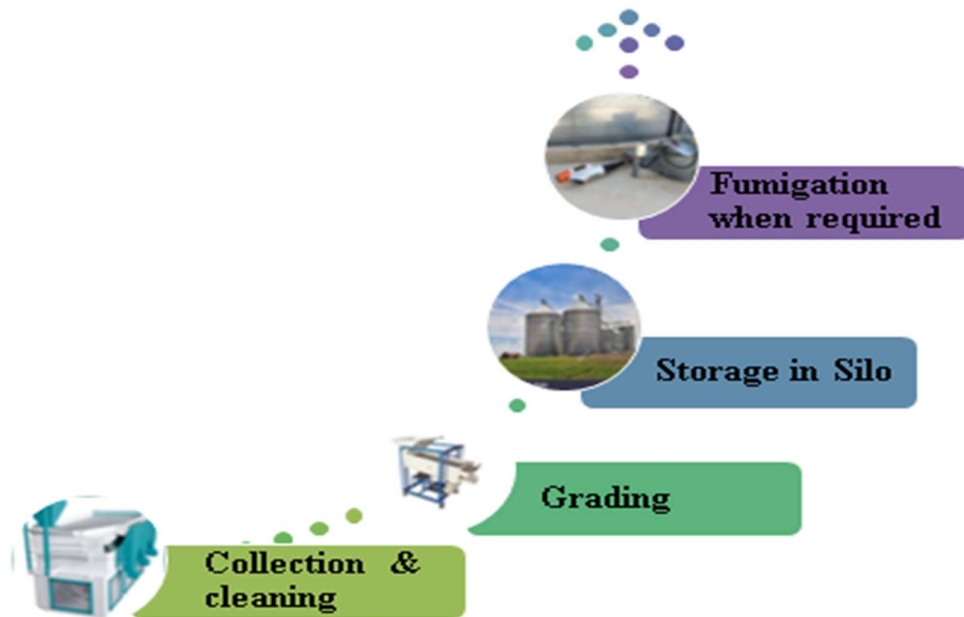 Fumigation
when required
Storage in Silo
Grading
Collection &
cleaning